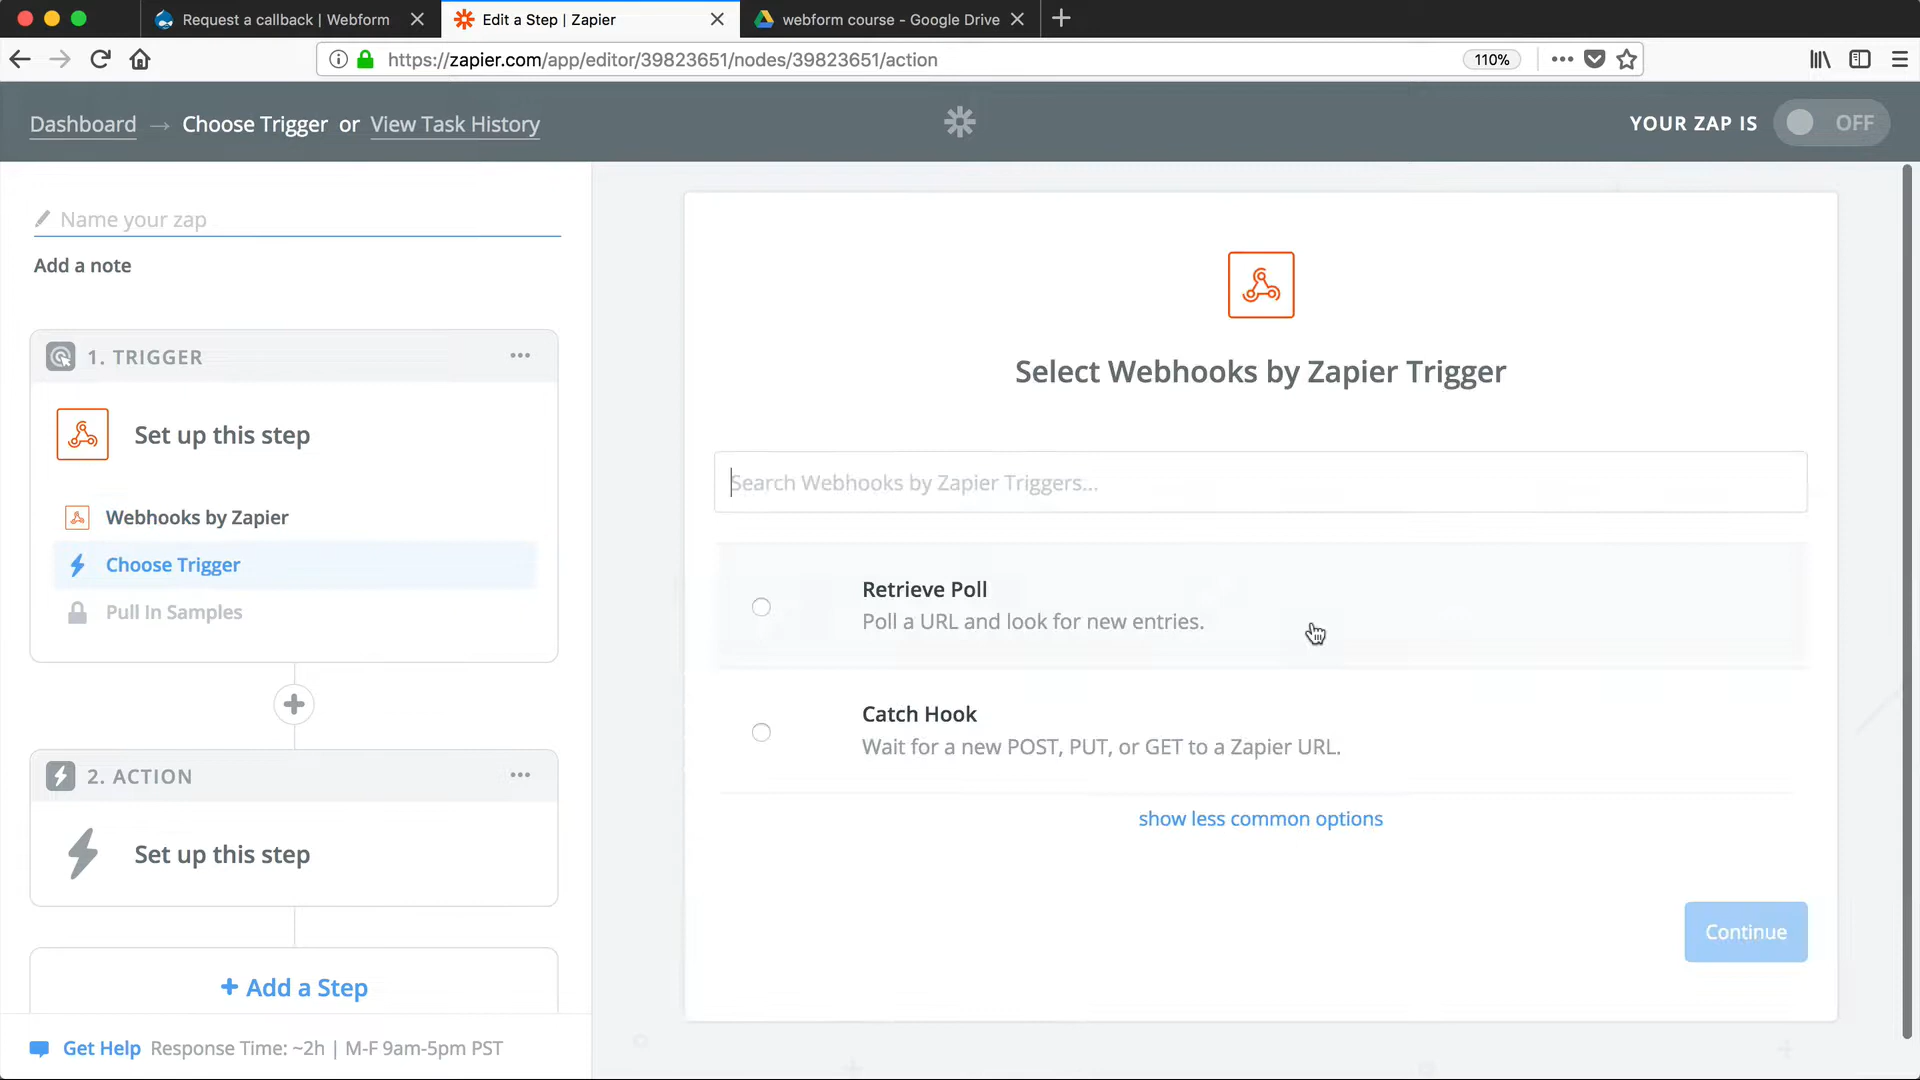 Request a callback | Webform
Edit a Step | Zapier
webform course - Google Drive
https://zapier.com/app/editor/39823651/nodes/39823651/action
110%
Dashboard → Choose Trigger or View Task History
YOUR ZAP IS OFF
Name your zap
Add a note
1. TRIGGER
Set up this step
Webhooks by Zapier
Choose Trigger
Pull In Samples
2. ACTION
Set up this step
+ Add a Step
Get Help Response Time: ~2h | M-F 9am-5pm PST
Select Webhooks by Zapier Trigger
Search Webhooks by Zapier Triggers...
Retrieve Poll
Poll a URL and look for new entries.
Catch Hook
Wait for a new POST, PUT, or GET to a Zapier URL.
show less common options
Continue